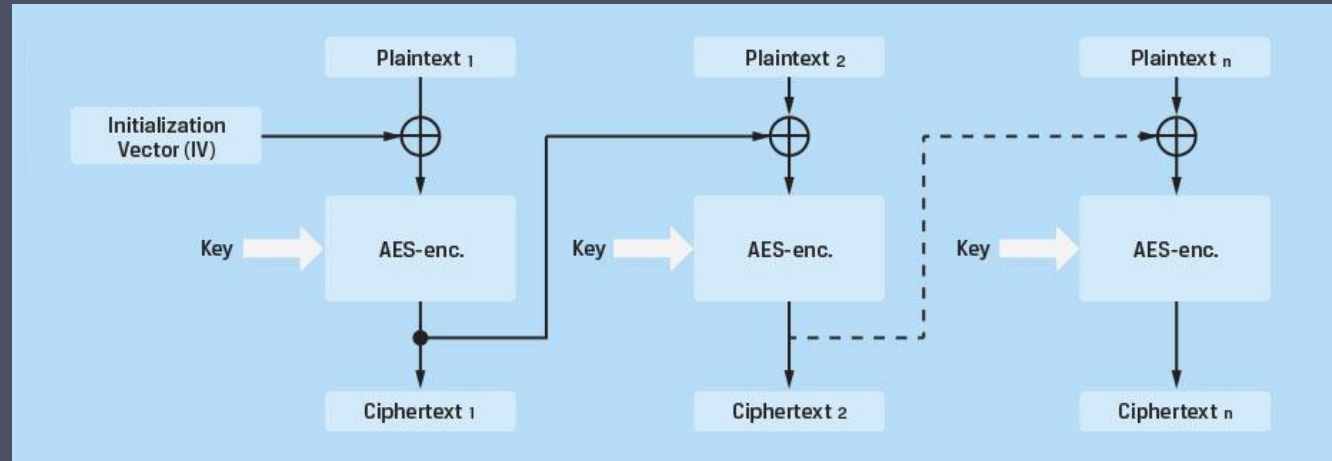 Plaintext 1
Plaintext 2
Plaintext n
Initialization
Vector (IV)
Key
AES-enc.
Key
AES-enc.
Key
AES-enc.
Ciphertext 1
Ciphertext 2
Ciphertext n